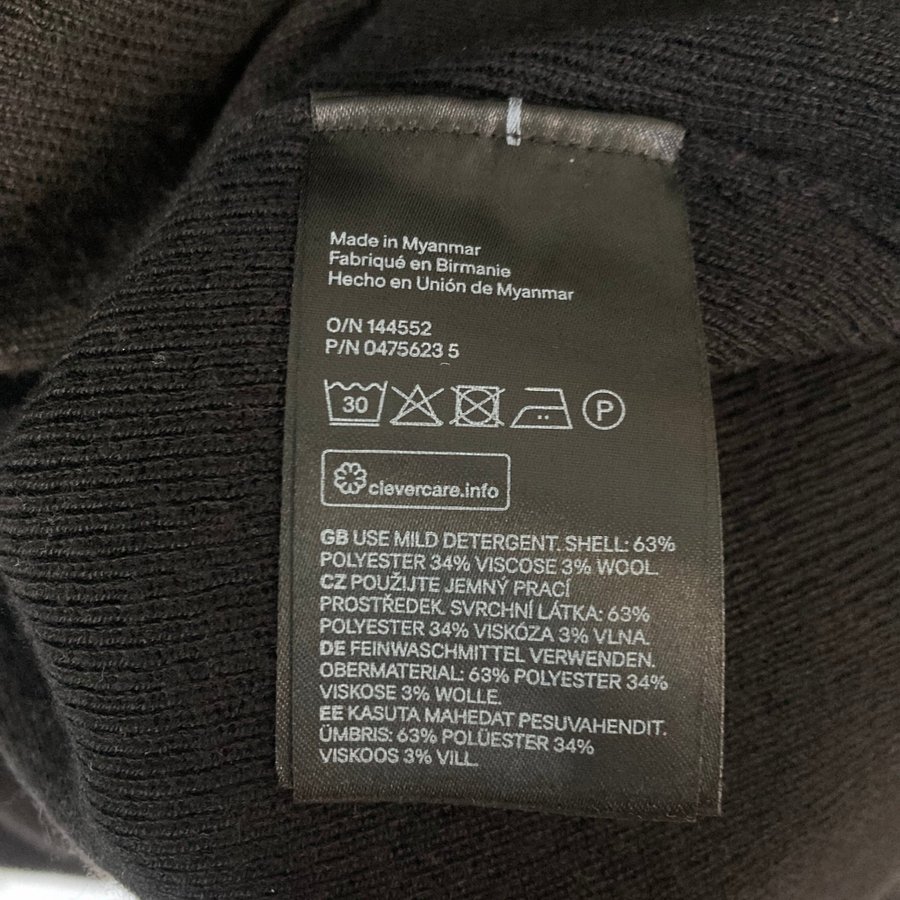 Made in Myanmar
Fabriqué en Birmanie
Hecho en Unión de Myanmar
O/N 144552
P/N 0475623 5
30 P
clevercare.info
GB USE MILD DETERGENT. SHELL: 63%
POLYESTER 34% VISCOSE 3% WOOL.
CZ POUŽIJTE JEMNÝ PRACÍ
PROSTŘEDEK. SVRCHNÍ LÁTKA: 63%
POLYESTER 34% VISKÓZA 3% VLNA.
DE FEINWASCHMITTEL VERWENDEN.
OBERMATERIAL: 63% POLYESTER 34%
VISKOSE 3% WOLLE.
EE KASUTA MAHEDAT PESUVAHENDIT.
ÜMBRIS: 63% POLÜESTER 34%
VISKOOS 3% VILL.